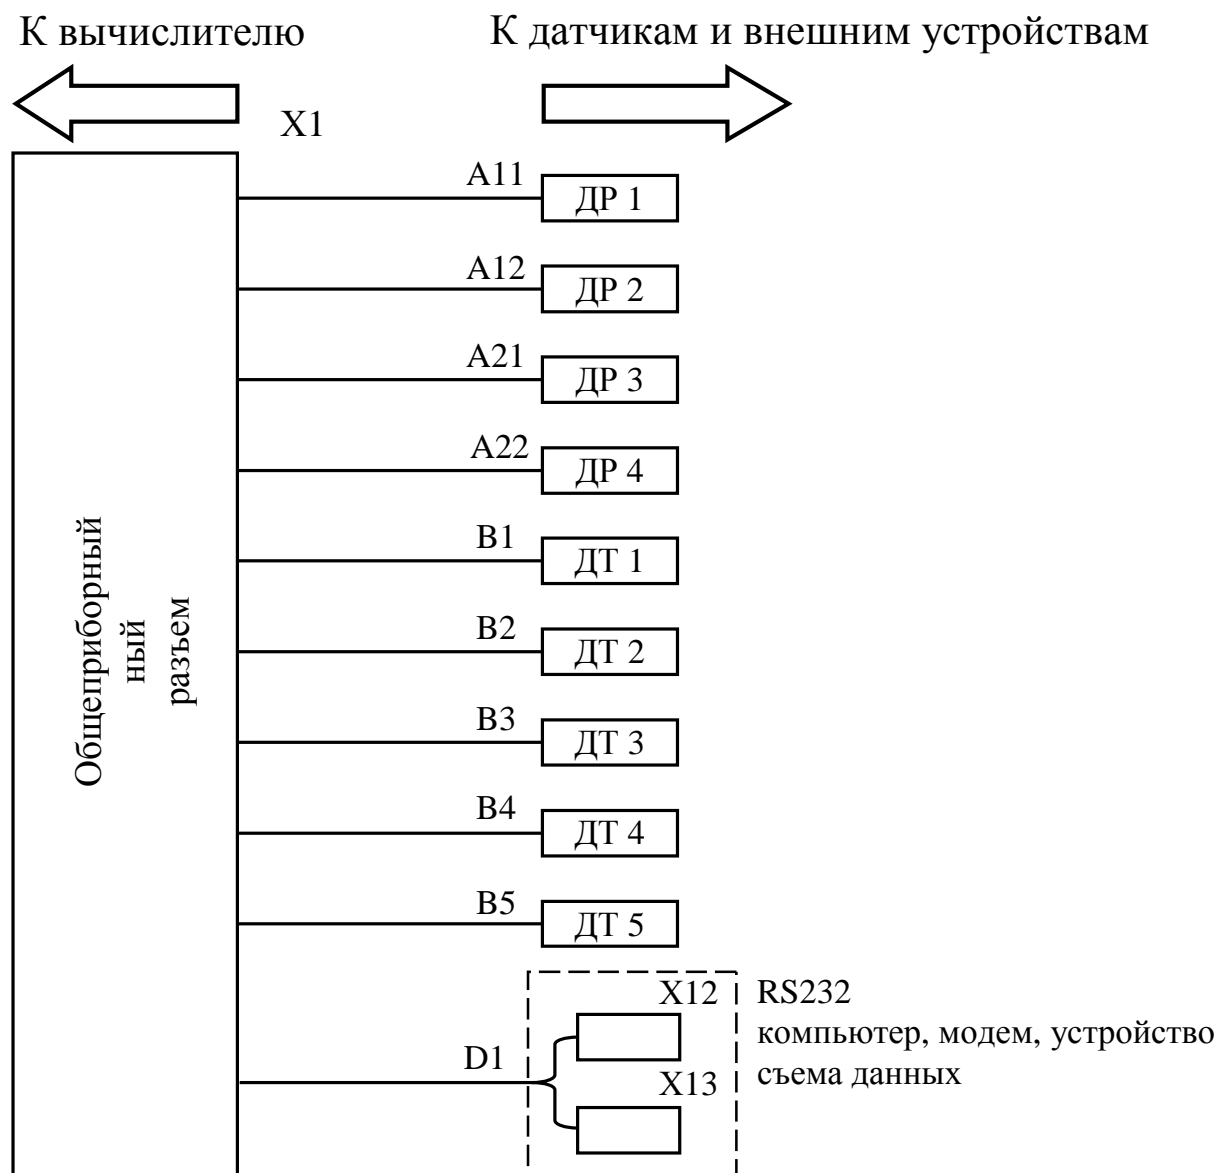 К вычислителю
К датчикам и внешним устройствам
X1
A11
ДР 1
A12
ДР 2
A21
ДР 3
A22
ДР 4
B1
ДТ 1
B2
ДТ 2
B3
ДТ 3
B4
ДТ 4
B5
ДТ 5
Общеприборный
ный
разъем
D1
X12
X13
RS232
компьютер, модем, устройство
съема данных